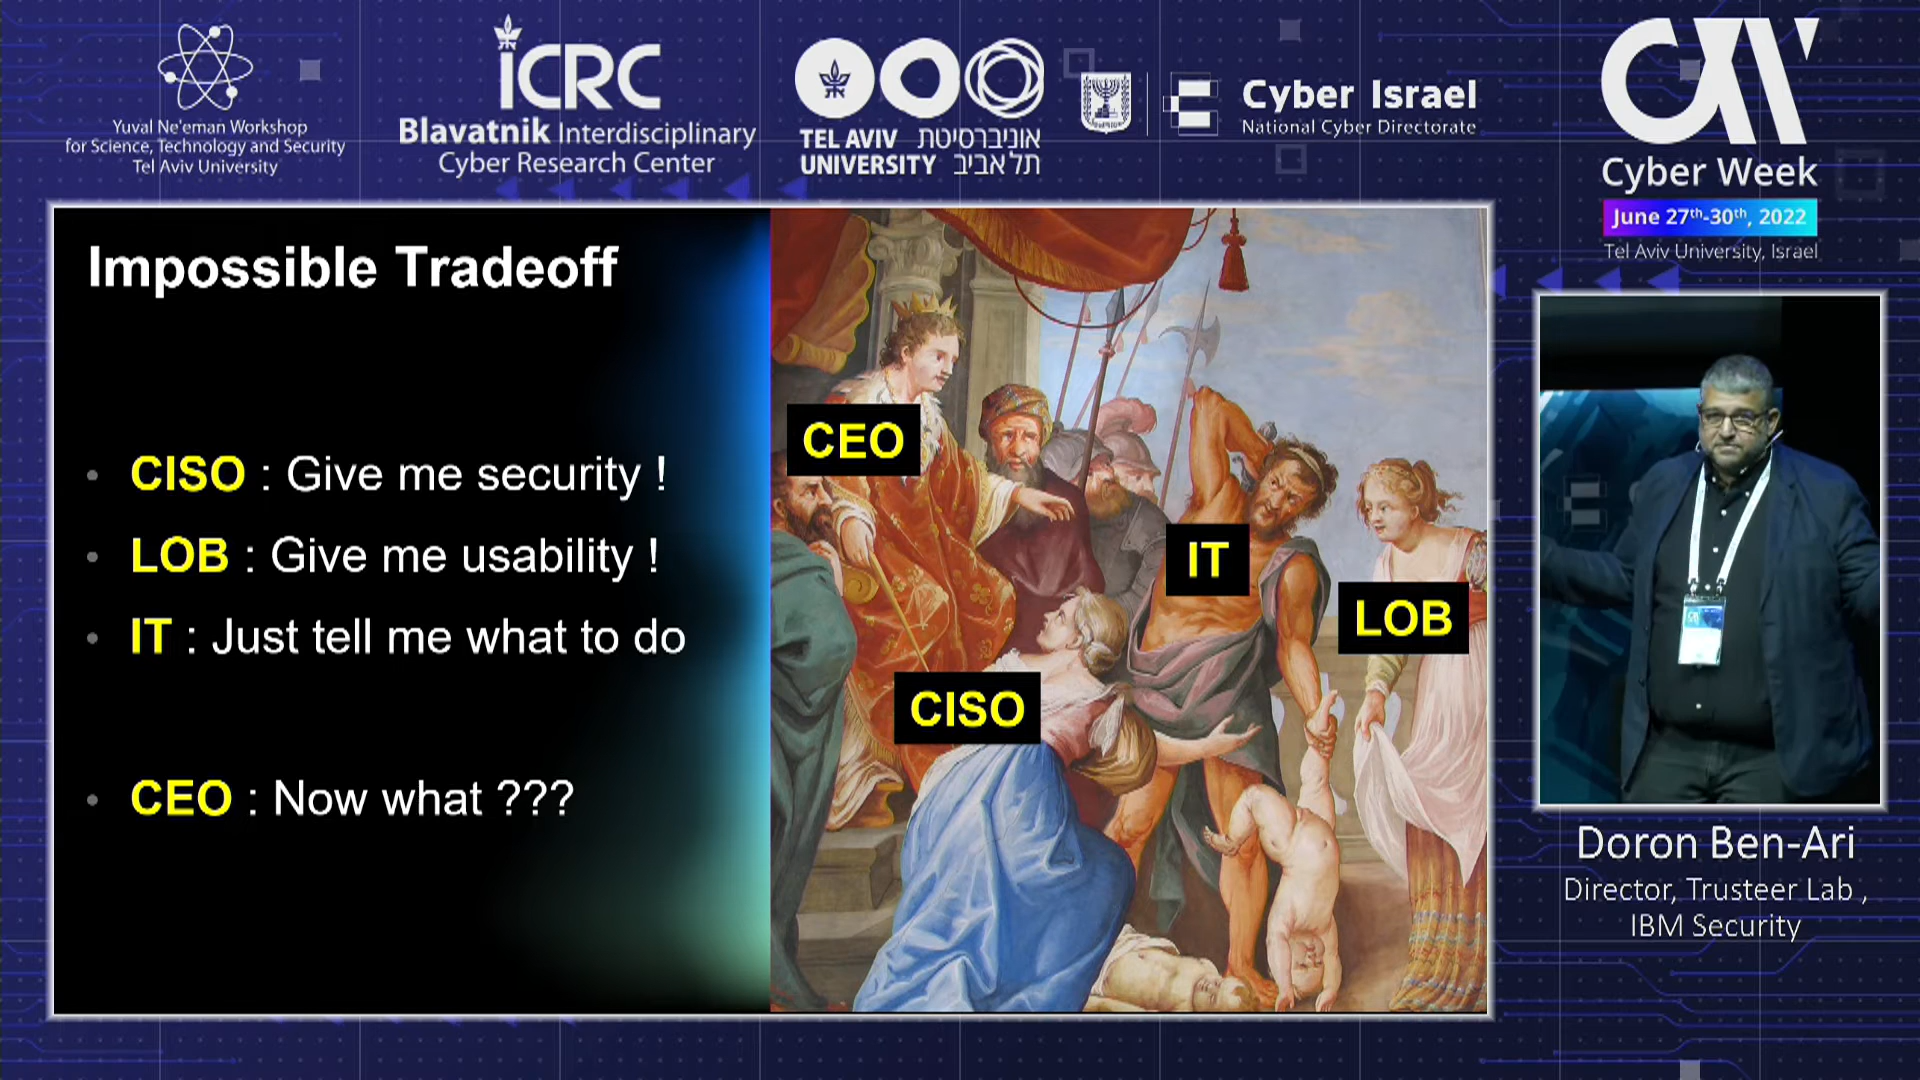 Yuval Ne'eman Workshop
for Science, Technology and Security
Tel Aviv University
iCRC
Blavatnik Interdisciplinary
Cyber Research Center
TEL AVIV אוניברסיטת
UNIVERSITY תל אביב
Cyber Israel
National Cyber Directorate
Cyber Week
June 27th-30th, 2022
Tel Aviv University, Israel
Impossible Tradeoff
• CISO : Give me security !
• LOB : Give me usability !
• IT : Just tell me what to do
• CEO : Now what ???
CEO
IT
LOB
CISO
Doron Ben-Ari
Director, Trusteer Lab ,
IBM Security